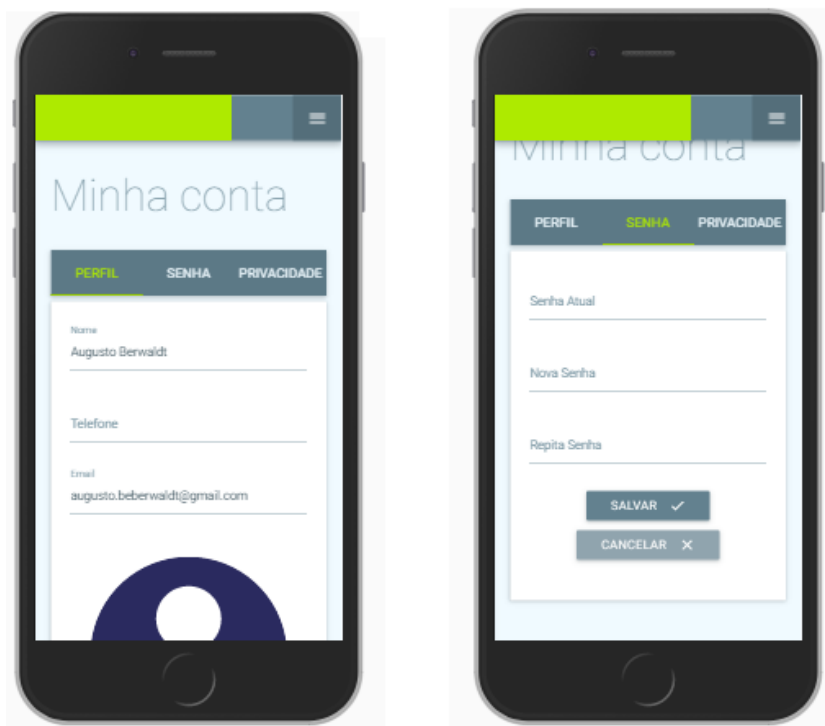 Minha conta
PERFIL SENHA PRIVACIDADE
Nome
Augusto Berwaldt
Telefone
Email
augusto.beberwaldt@gmail.com
Minha conta
PERFIL SENHA PRIVACIDADE
Senha Atual
Nova Senha
Repita Senha
SALVAR
CANCELAR